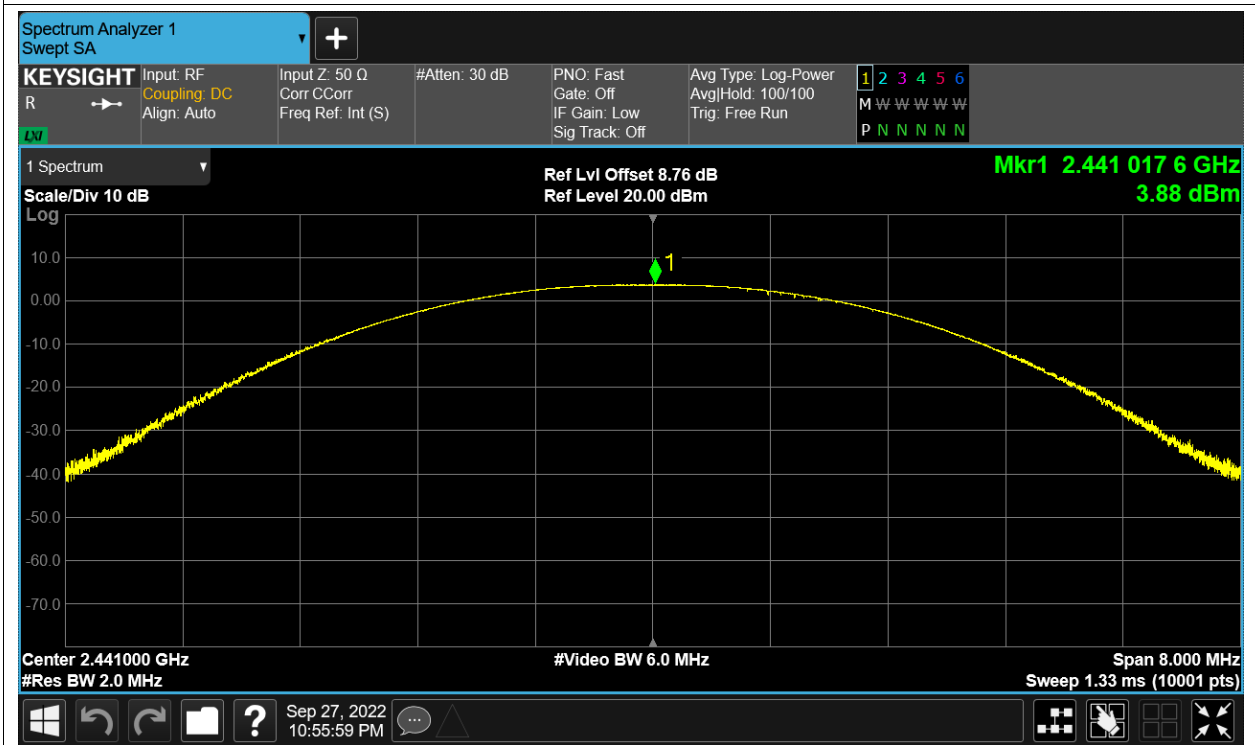 Spectrum Analyzer 1
Swept SA
▼
+
KEYSIGHT
R
LXI
Input: RF
Coupling: DC
Align: Auto
Input Z: 50 Ω
Corr CCorr
Freq Ref: Int (S)
#Atten: 30 dB
PNO: Fast
Gate: Off
IF Gain: Low
Sig Track: Off
Avg Type: Log-Power
Avg|Hold: 100/100
Trig: Free Run
1 2 3 4 5 6
M W W W W W
P N N N N N
1 Spectrum ▼
Scale/Div 10 dB
Ref Lvl Offset 8.76 dB
Ref Level 20.00 dBm
Mkr1 2.441 017 6 GHz
3.88 dBm
Log
1
10.0
0.00
-10.0
-20.0
-30.0
-40.0
-50.0
-60.0
-70.0
Center 2.441000 GHz
#Res BW 2.0 MHz
#Video BW 6.0 MHz
Span 8.000 MHz
Sweep 1.33 ms (10001 pts)
?
Sep 27, 2022
10:55:59 PM